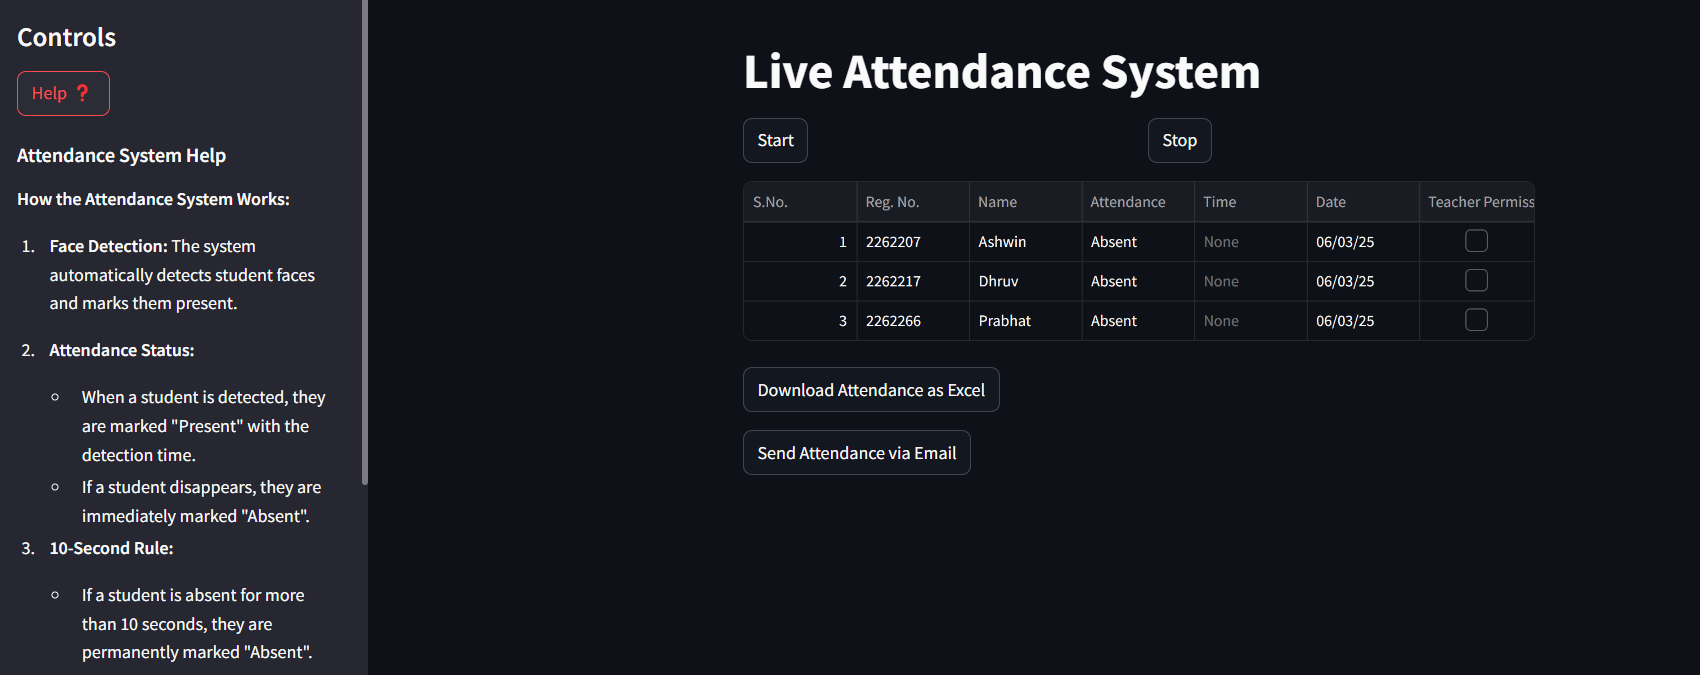 Controls
Help ❓
Attendance System Help
How the Attendance System Works:
1. Face Detection: The system
automatically detects student faces
and marks them present.
2. Attendance Status:
When a student is detected, they
are marked "Present" with the
detection time.
If a student disappears, they are
immediately marked "Absent".
3. 10-Second Rule:
If a student is absent for more
than 10 seconds, they are
permanently marked "Absent".
Live Attendance System
Start Stop
S.No. Reg. No. Name Attendance Time Date Teacher Permiss
1 2262207 Ashwin Absent None 06/03/25
2 2262217 Dhruv Absent None 06/03/25
3 2262266 Prabhat Absent None 06/03/25
Download Attendance as Excel
Send Attendance via Email